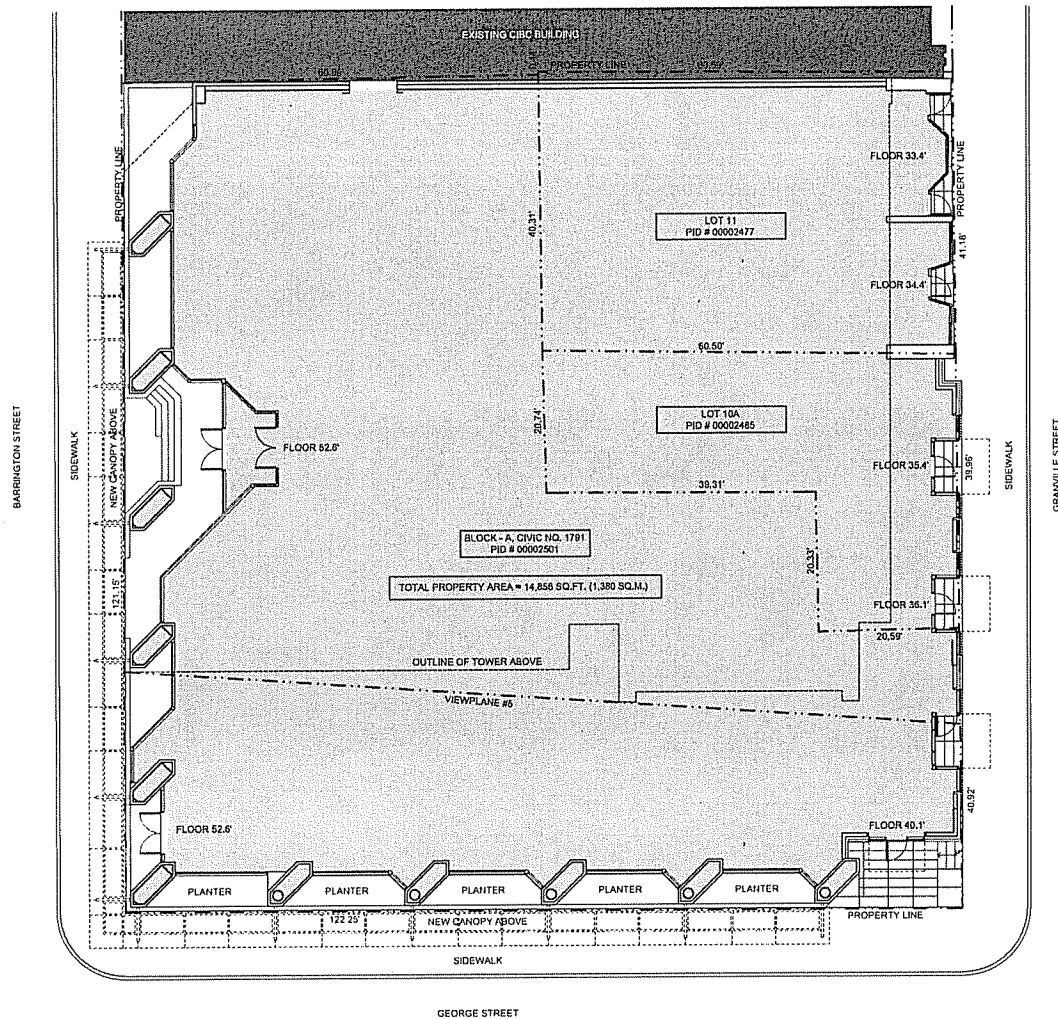 EXISTING CIBC BUILDING
PROPERTY LINE
PROPERTY LINE
FLOOR 33.4'
PROPERTY LINE
40.31'
LOT 11
PID # 00002477
41.16'
FLOOR 34.4'
60.50'
BARRINGTON STREET
SIDEWALK
NEW CANOPY ABOVE
FLOOR 52.6'
20.74'
LOT 10A
PID # 00002485
FLOOR 35.4'
39.96'
SIDEWALK
GRANVILLE STREET
39.31'
BLOCK - A, CIVIC NO. 1791
PID # 00002501
20.33'
TOTAL PROPERTY AREA = 14,856 SQ.FT. (1,380 SQ.M.)
121.15'
FLOOR 36.1'
20.59'
OUTLINE OF TOWER ABOVE
VIEWPLANE #6
40.92'
FLOOR 52.6'
FLOOR 40.1'
PLANTER
PLANTER
PLANTER
PLANTER
PLANTER
PROPERTY LINE
122.25'
NEW CANOPY ABOVE
SIDEWALK
GEORGE STREET